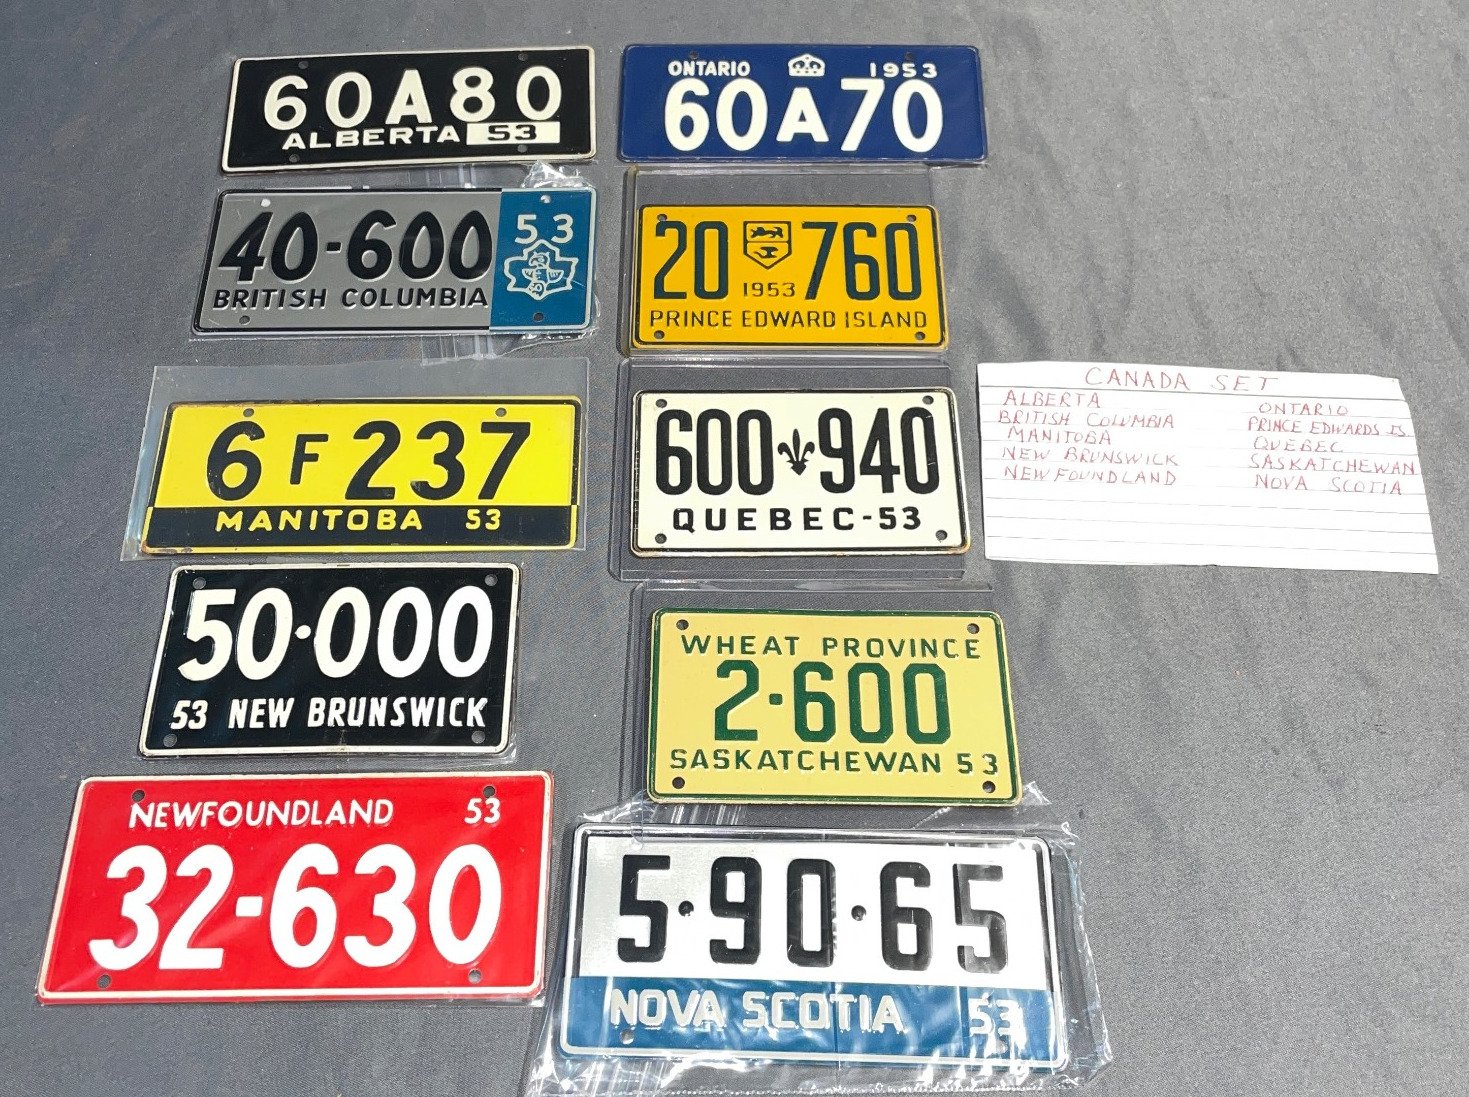 60A80
ALBERTA 53
ONTARIO 1953
60A70
40-600
53
BRITISH COLUMBIA
20 760
1953
PRINCE EDWARD ISLAND
6F237
MANITOBA 53
600 940
QUEBEC-53
50·000
53 NEW BRUNSWICK
WHEAT PROVINCE
2·600
SASKATCHEWAN 53
NEWFOUNDLAND 53
32-630
5·90·65
NOVA SCOTIA 53
CANADA SET
ALBERTA
BRITISH COLUMBIA
MANITOBA
NEW BRUNSWICK
NEWFOUNDLAND
ONTARIO
PRINCE EDWARDS IS
QUEBEC
SASKATCHEWAN
NOVA SCOTIA